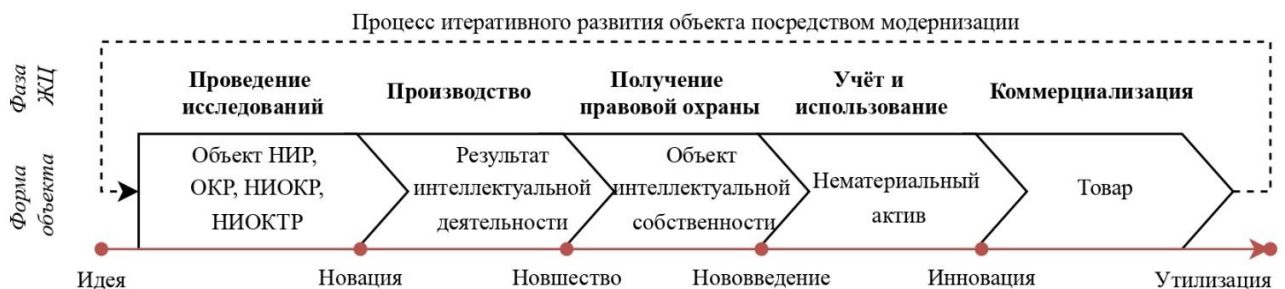 Процесс итеративного развития объекта посредством модернизации
Фаза
ЖЦ
Проведение
исследований
Производство
Получение
правовой охраны
Учёт и
использование
Коммерциализация
Форма
объекта
Объект НИР,
ОКР, НИОКР,
НИОКТР
Результат
интеллектуальной
деятельности
Объект
интеллектуальной
собственности
Нематериальный
актив
Товар
Идея
Новация
Новшество
Нововведение
Инновация
Утилизация